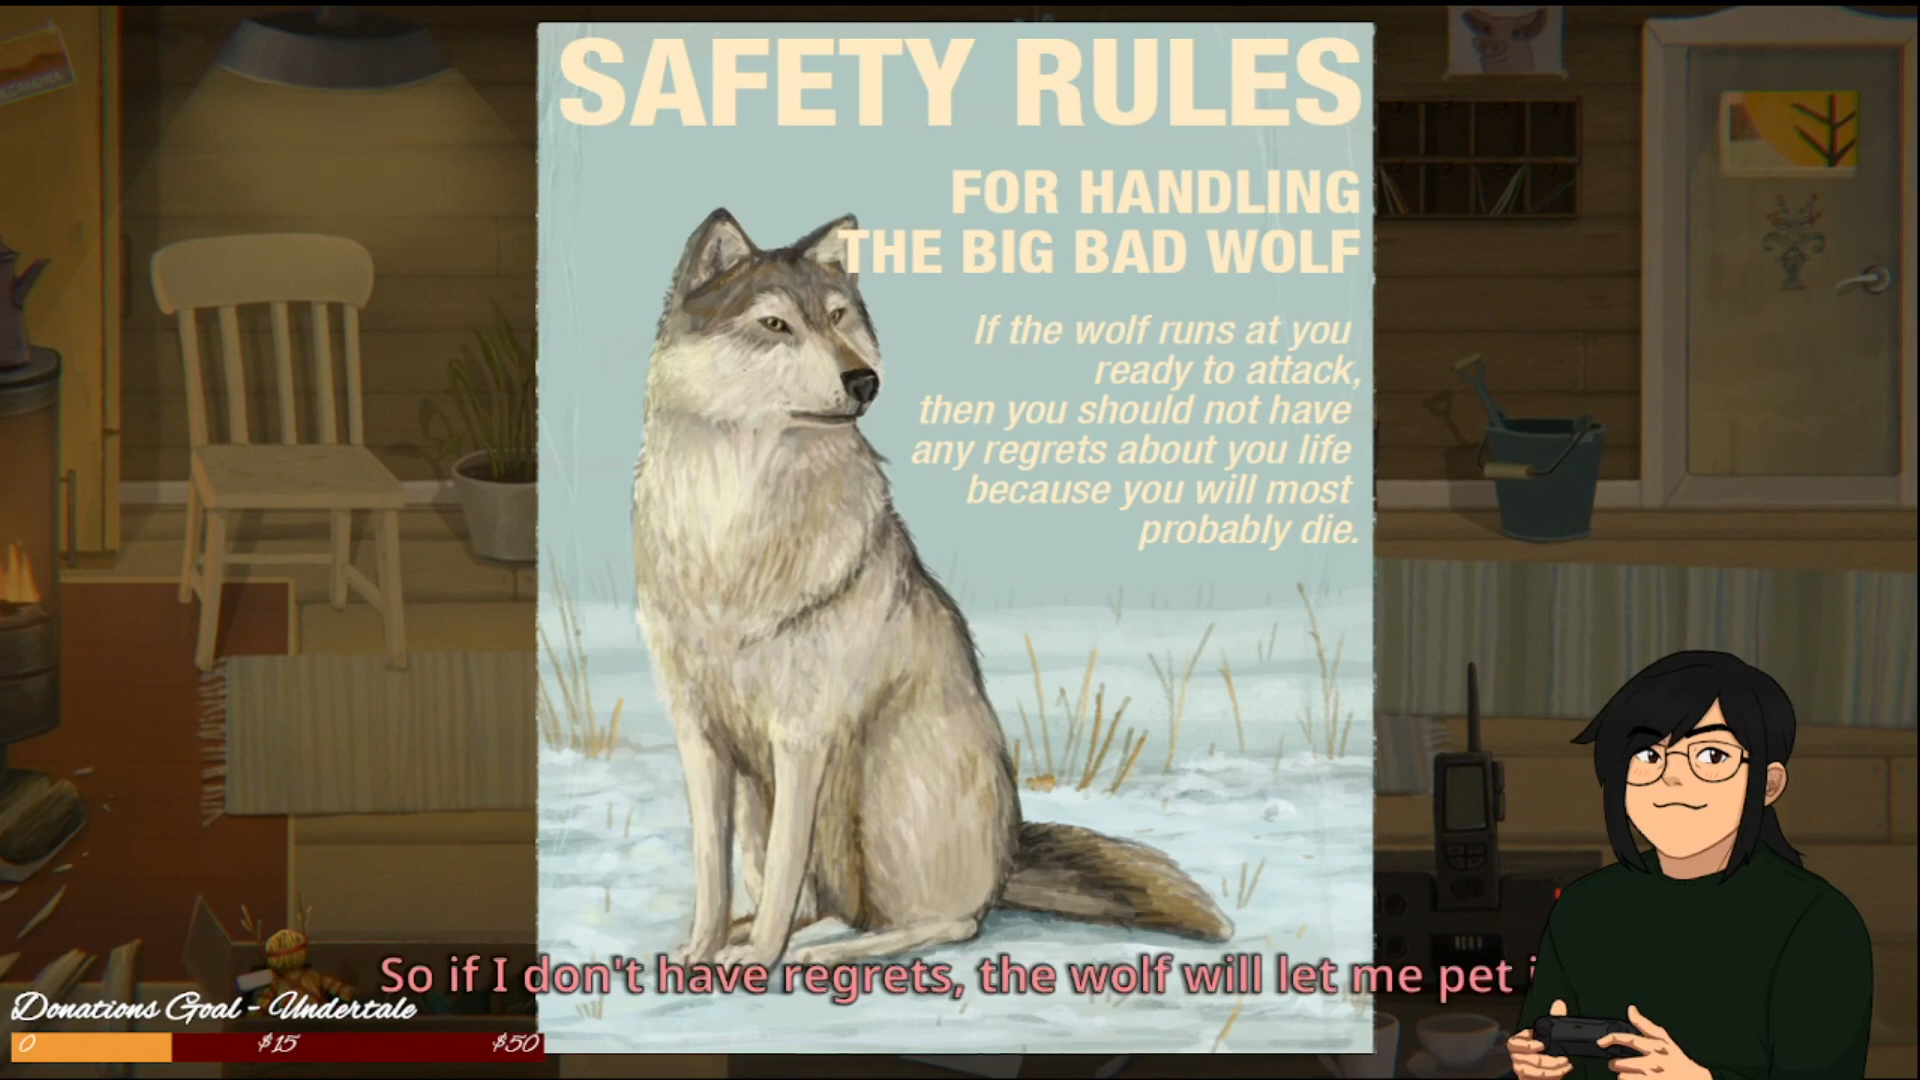 SAFETY RULES
FOR HANDLING
THE BIG BAD WOLF
If the wolf runs at you
ready to attack,
then you should not have
any regrets about you life
because you will most
probably die.
So if I don't have regrets, the wolf will let me pet
Donations Goal - Undertale
0 $15 $50